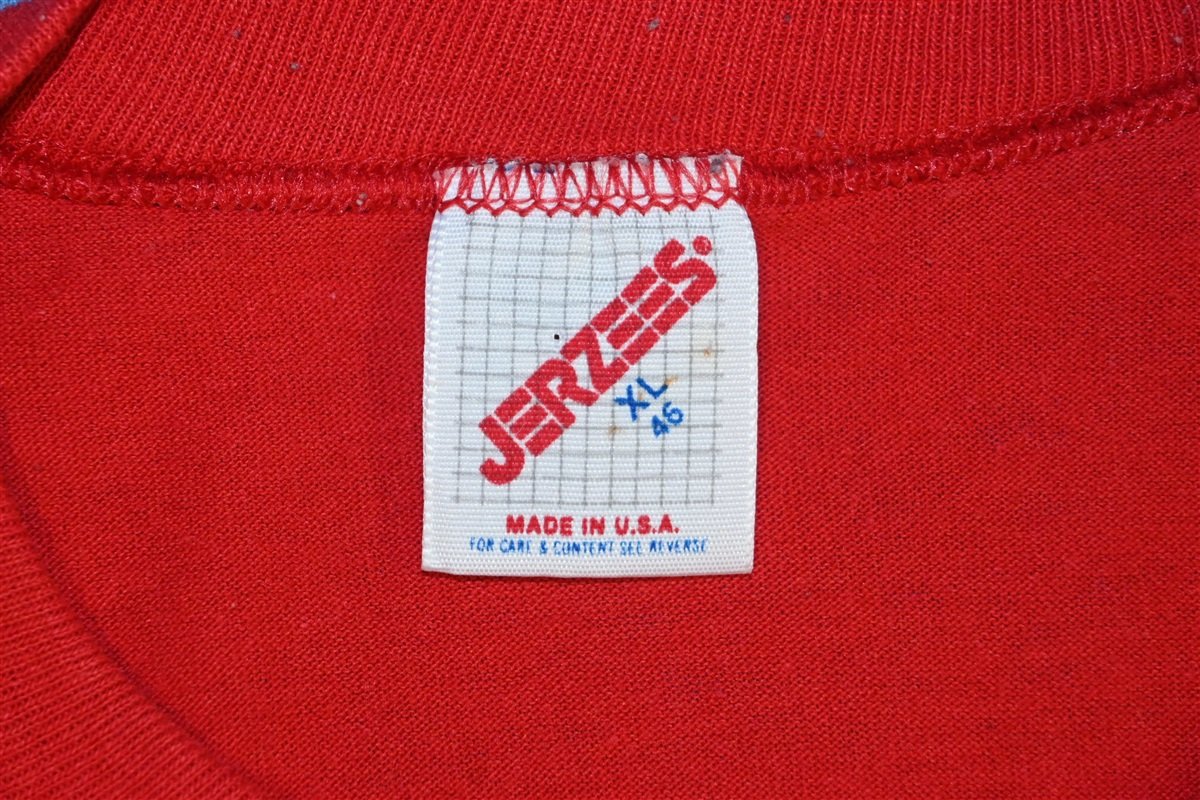 JERZEES®
XL
46
MADE IN U.S.A.
FOR CARE & CONTENT SEE REVERSE